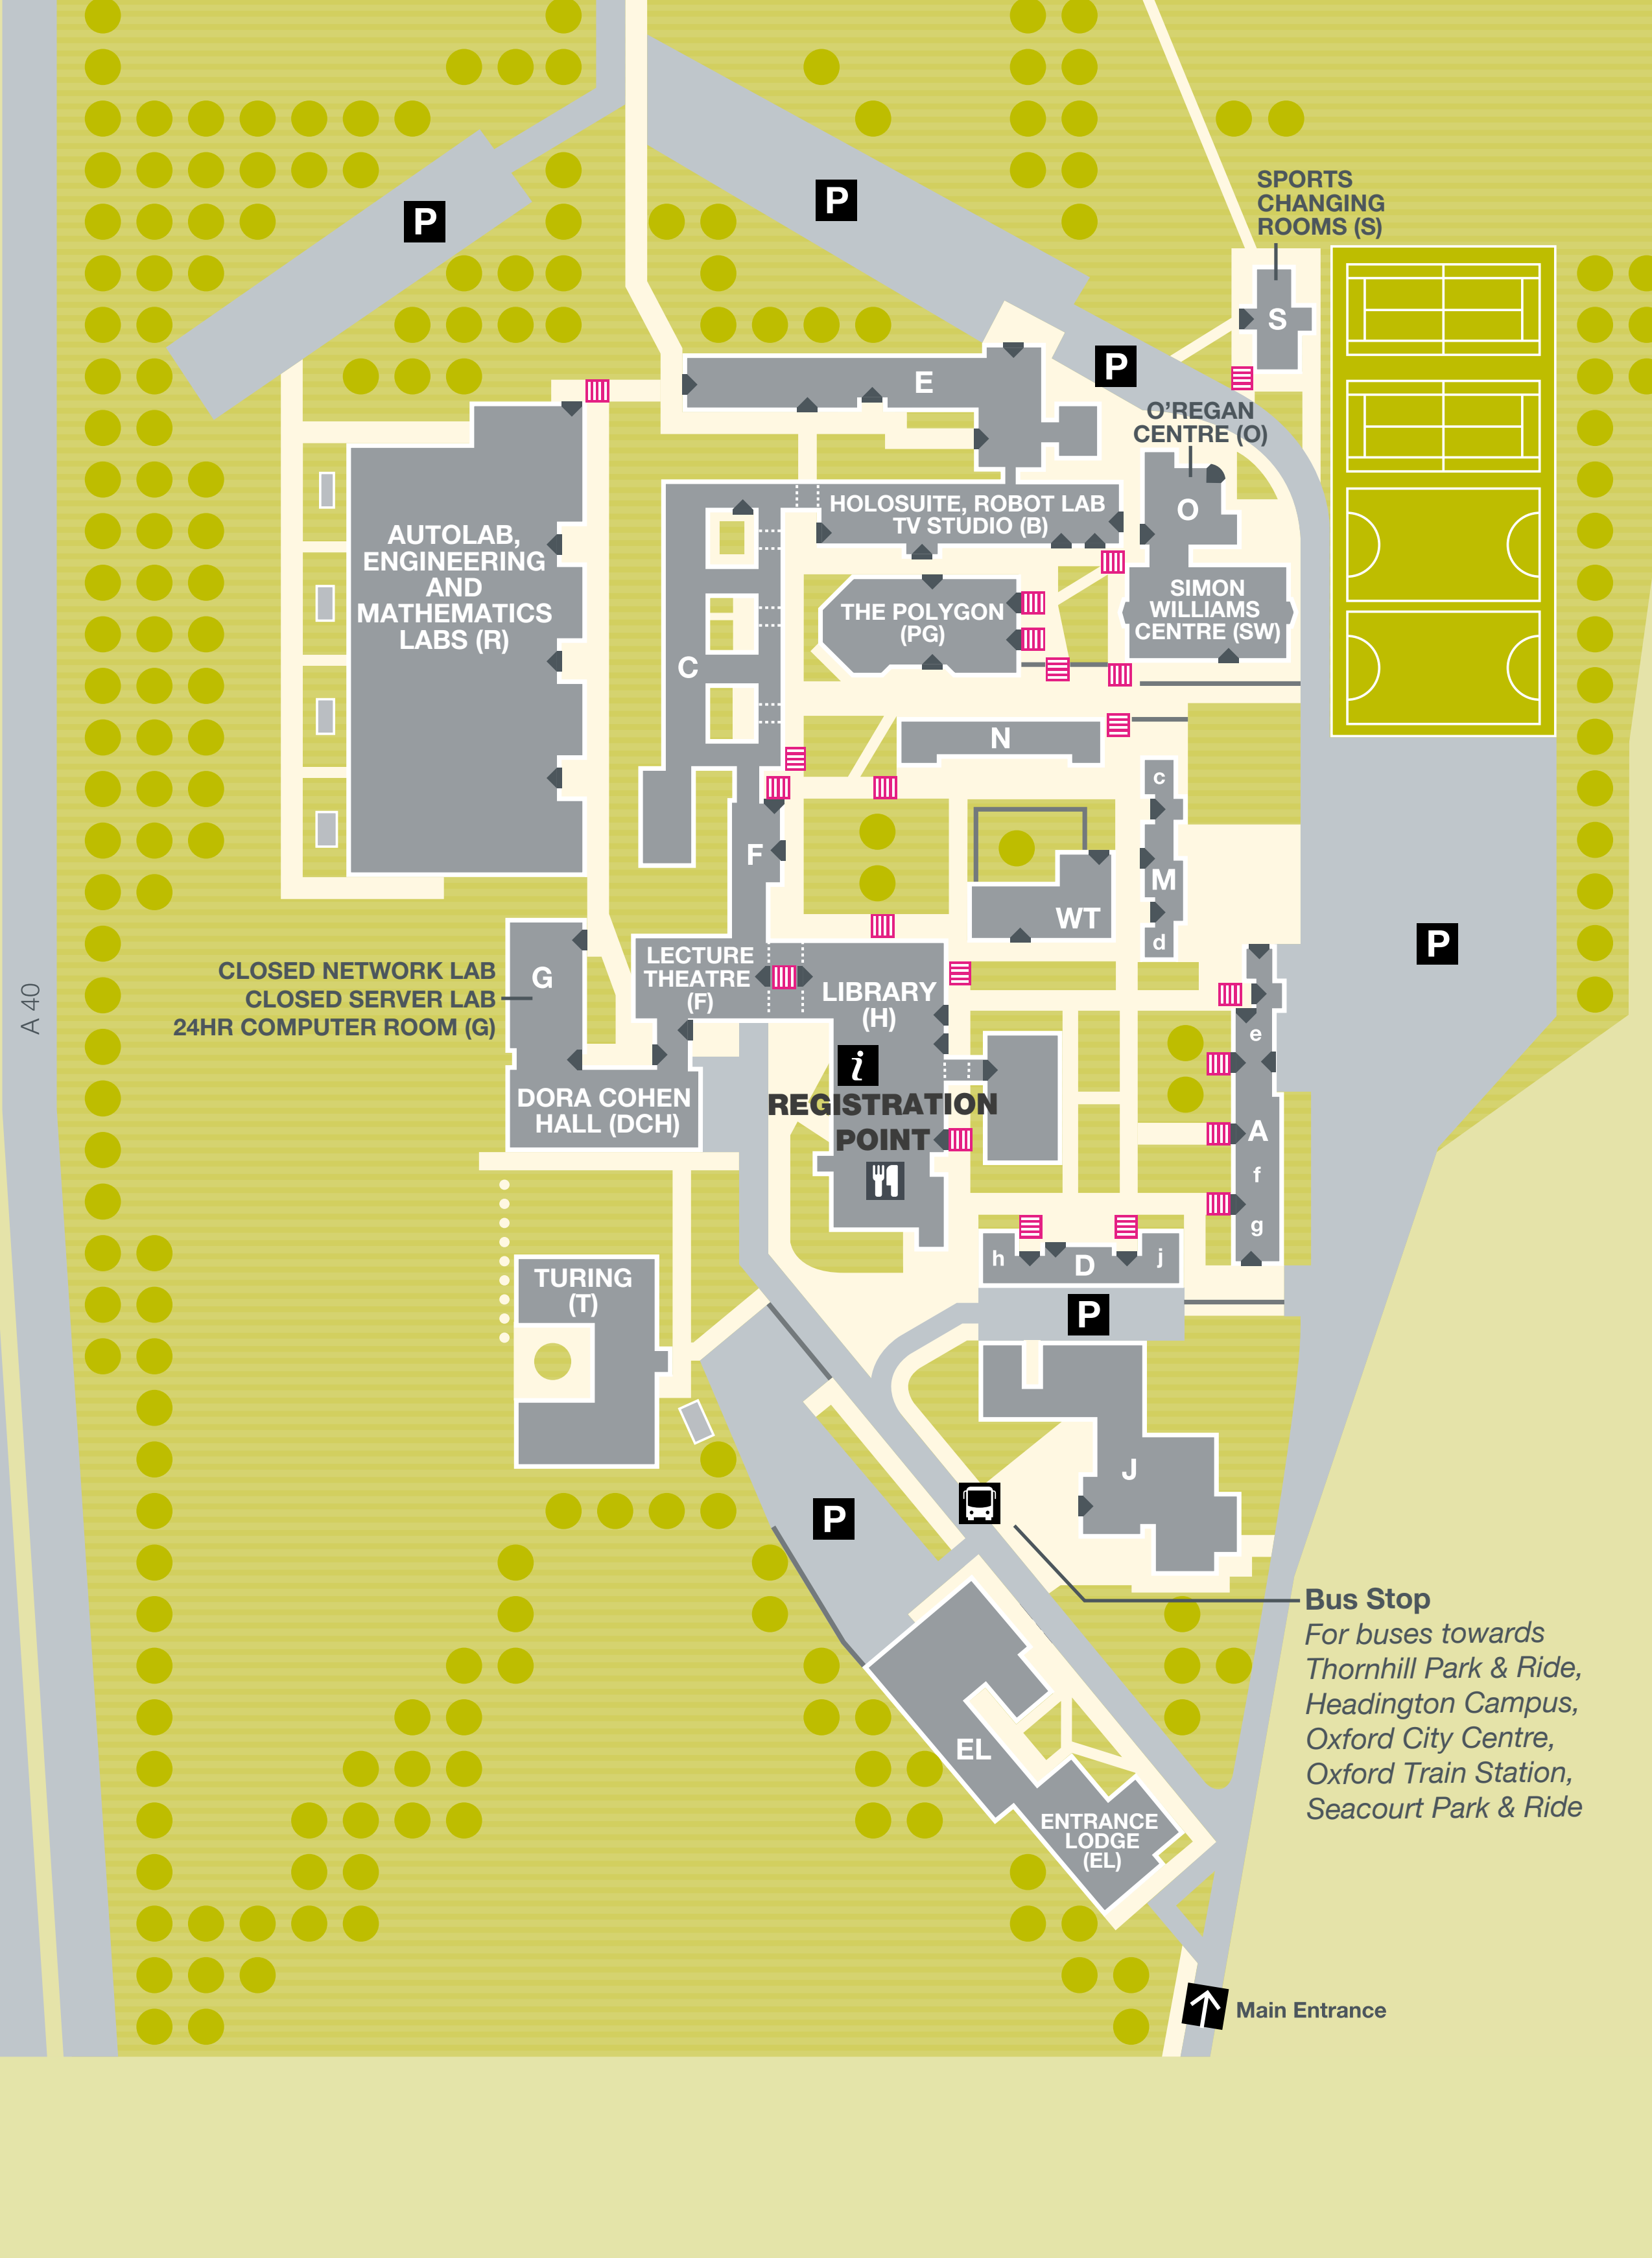 P
P
SPORTS
CHANGING
ROOMS (S)
S
P
E
O'REGAN
CENTRE (O)
HOLOSUITE, ROBOT LAB
TV STUDIO (B)
O
AUTOLAB,
ENGINEERING
AND
MATHEMATICS
LABS (R)
THE POLYGON
(PG)
SIMON
WILLIAMS
CENTRE (SW)
C
N
c
F
M
WT
d
P
LECTURE
THEATRE
(F)
G
CLOSED NETWORK LAB
CLOSED SERVER LAB
24HR COMPUTER ROOM (G)
A 40
LIBRARY
(H)
e
i
REGISTRATION
POINT
DORA COHEN
HALL (DCH)
A
f
g
h
D
j
TURING
(T)
P
J
P
Bus Stop
For buses towards
Thornhill Park & Ride,
Headington Campus,
Oxford City Centre,
Oxford Train Station,
Seacourt Park & Ride
EL
ENTRANCE
LODGE
(EL)
Main Entrance